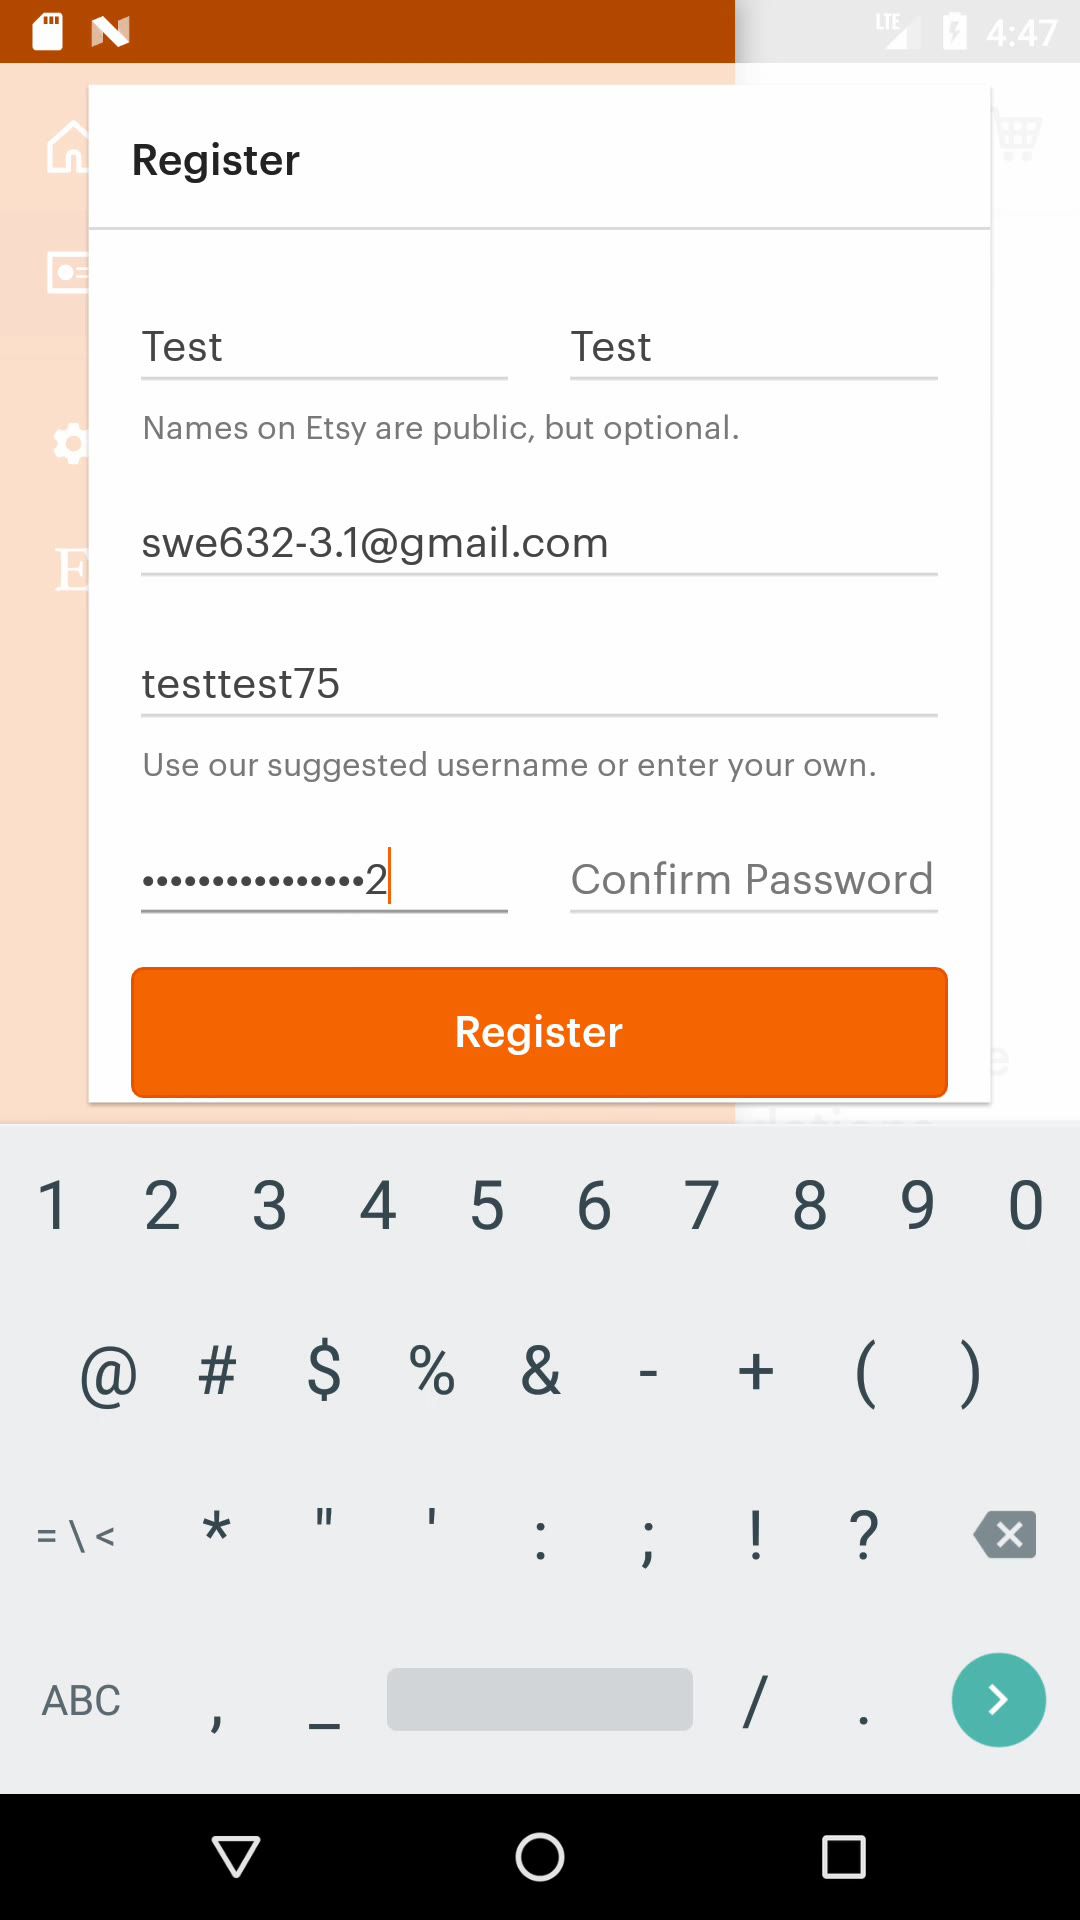 LTE 4:47
Register
Test Test
Names on Etsy are public, but optional.
swe632-3.1@gmail.com
E
testtest75
Use our suggested username or enter your own.
••••••••••••••••2 Confirm Password
Register
e
1 2 3 4 5 6 7 8 9 0
@ # $ % & - + ( )
= \ < * " ' : ; ! ?
ABC , _ / .